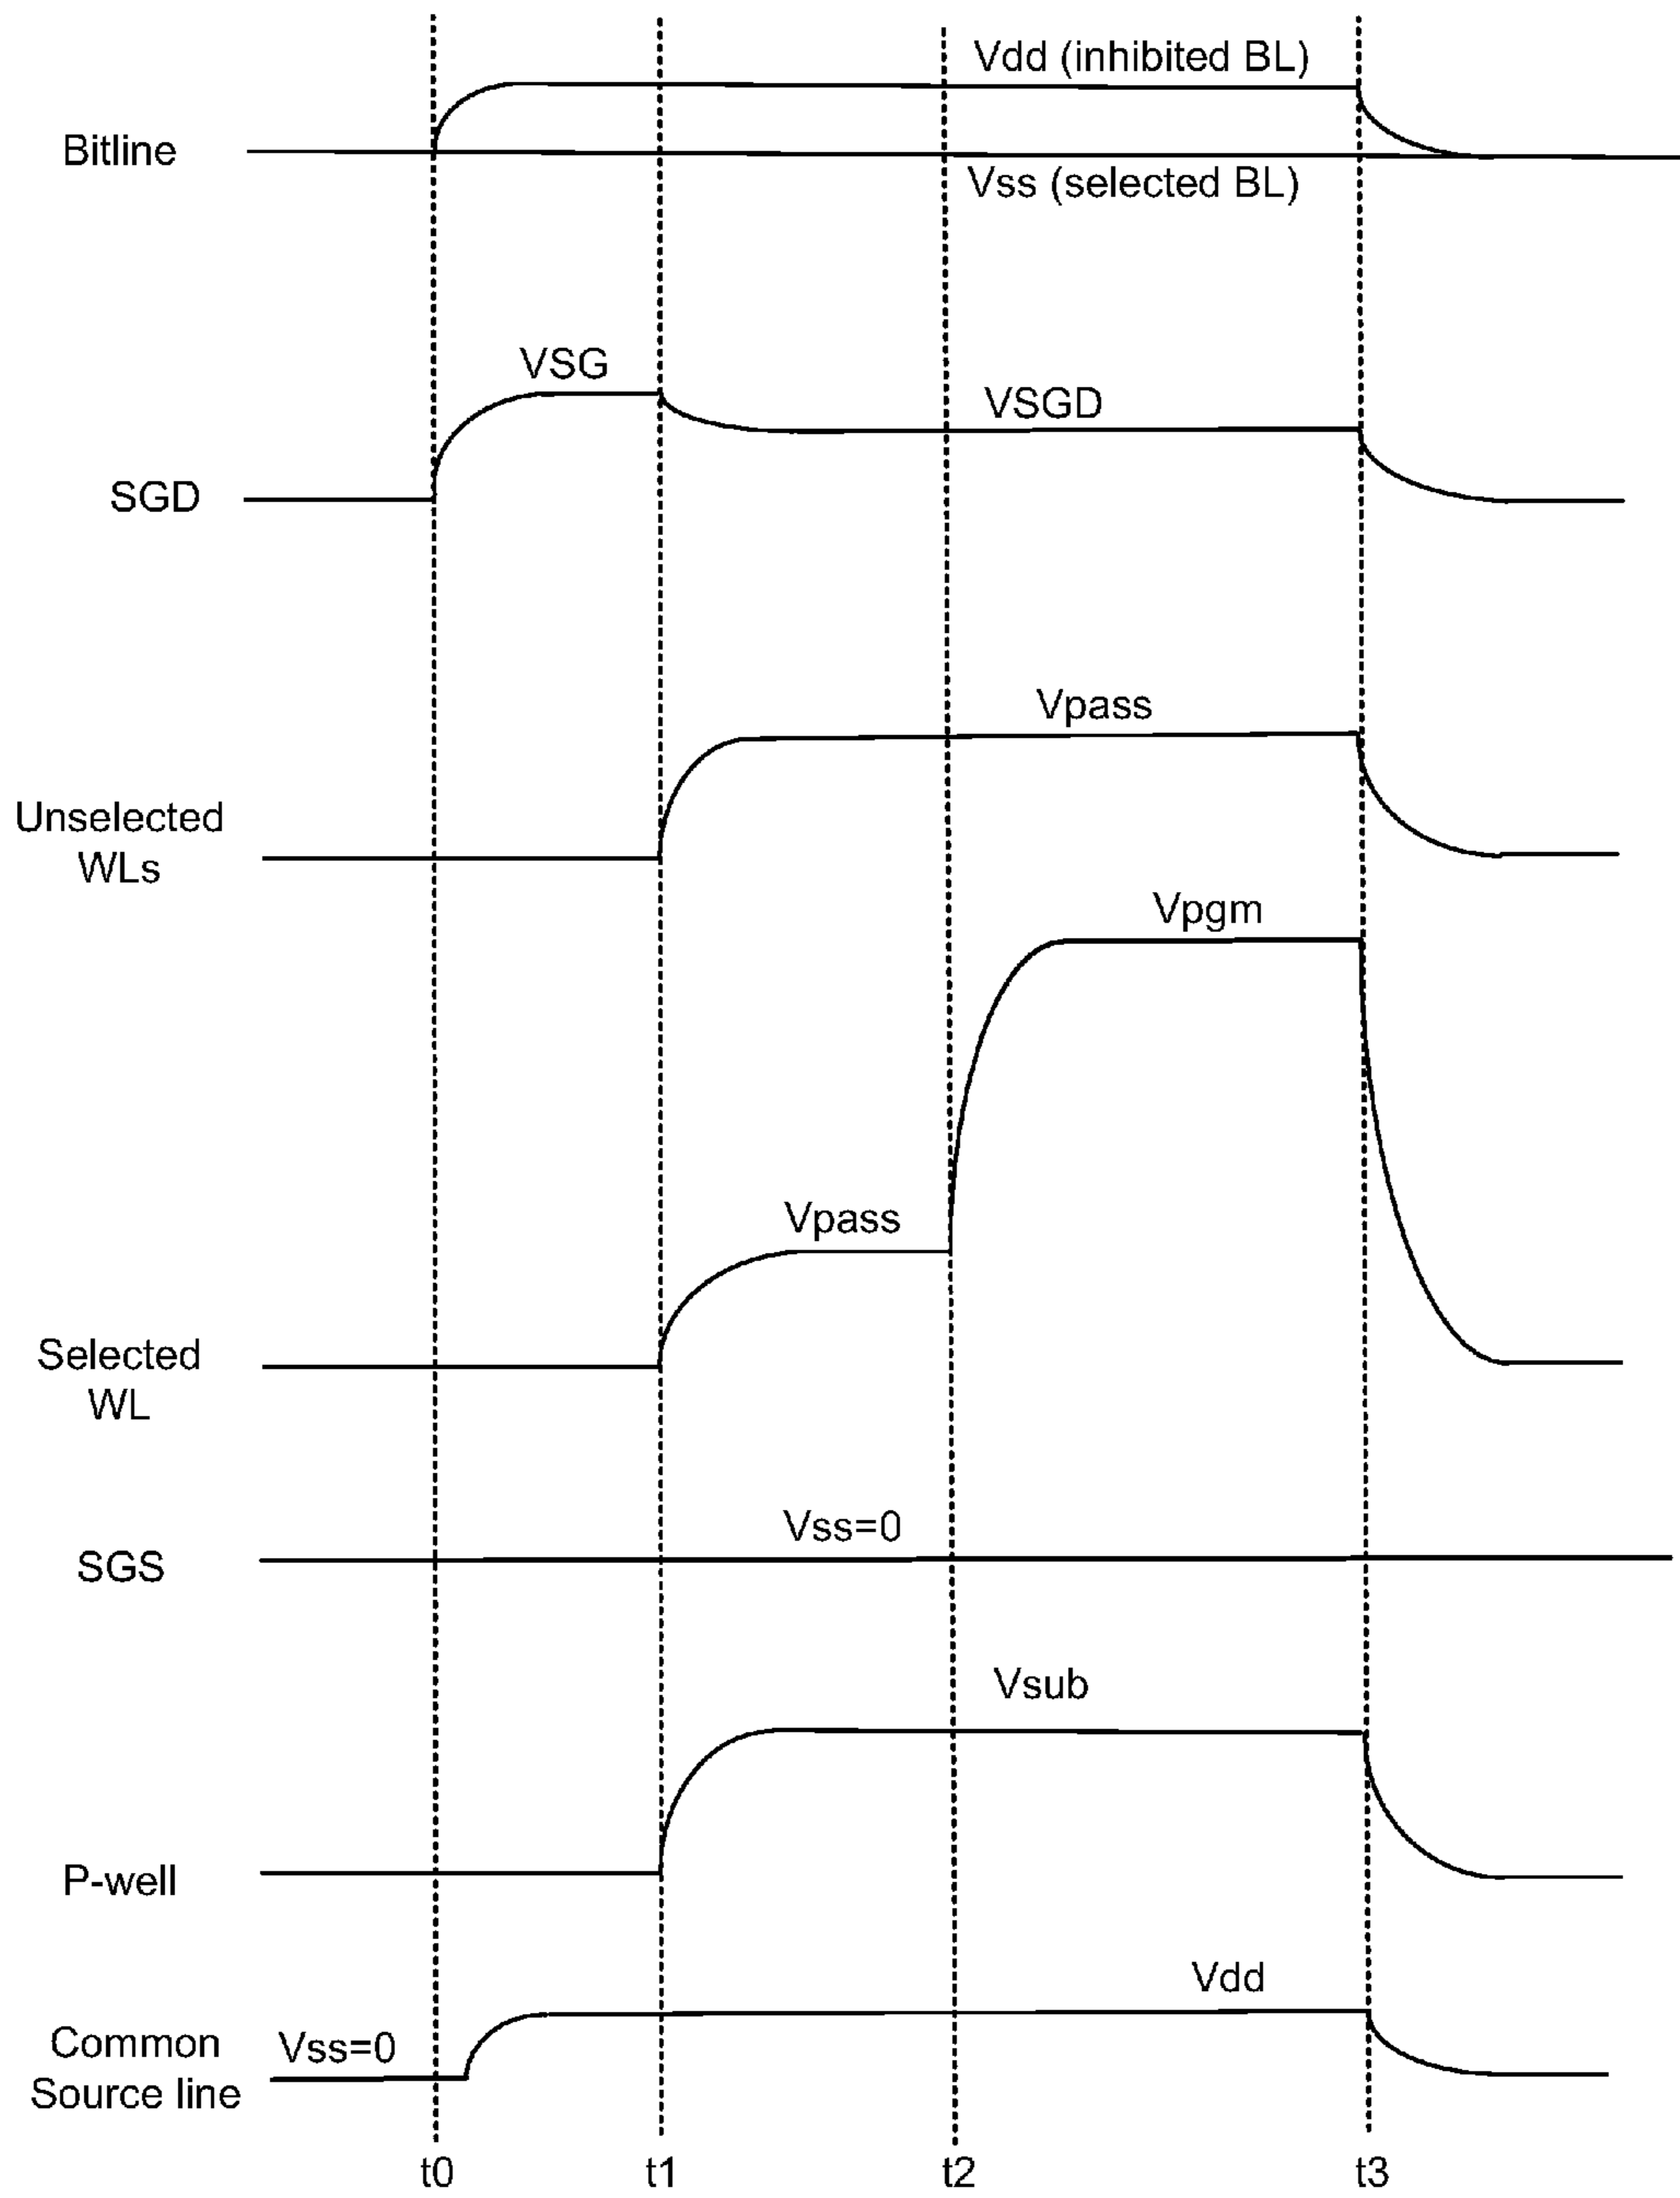 Vdd (inhibited BL)
Bitline
Vss (selected BL)
VSG
VSGD
SGD
Vpass
Unselected
WLs
Vpgm
Vpass
Selected
WL
Vss=0
SGS
Vsub
P-well
Vdd
Common
Source line
Vss=0
t0
t1
t2
t3